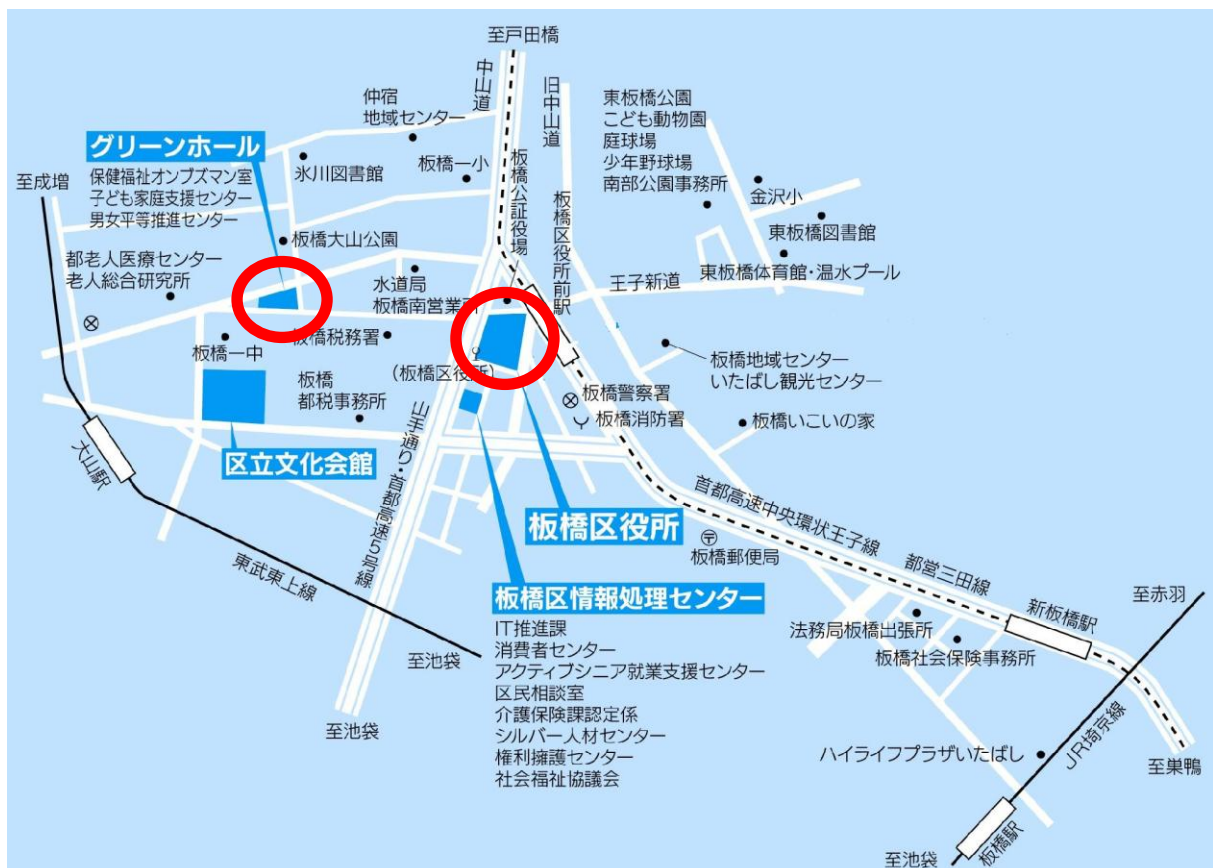 至戸田橋
中山道
旧中山道
仲宿
地域センター
東板橋公園
こども動物園
庭球場
少年野球場
南部公園事務所
グリーンホール
保健福祉オンブズマン室
子ども家庭支援センター
男女平等推進センター
至成増
氷川図書館
板橋一小
板橋公証役場
板橋区役所前駅
金沢小
東板橋図書館
東板橋体育館・温水プール
板橋大山公園
都老人医療センター
老人総合研究所
水道局
板橋南営業所
王子新道
板橋一中
板橋税務署
(板橋区役所)
板橋
都税事務所
板橋地域センター
いたばし観光センター
板橋警察署
板橋消防署
板橋いこいの家
区立文化会館
大山駅
山手通り・首都高速5号線
板橋区役所
首都高速中央環状王子線
板橋郵便局
都営三田線
新板橋駅
東武東上線
至池袋
至池袋
板橋区情報処理センター
IT推進課
消費者センター
アクティブシニア就業支援センター
区民相談室
介護保険課認定係
シルバー人材センター
権利擁護センター
社会福祉協議会
至赤羽
法務局板橋出張所
板橋社会保険事務所
JR埼京線
ハイライフプラザいたばし
至巣鴨
板橋駅
至池袋